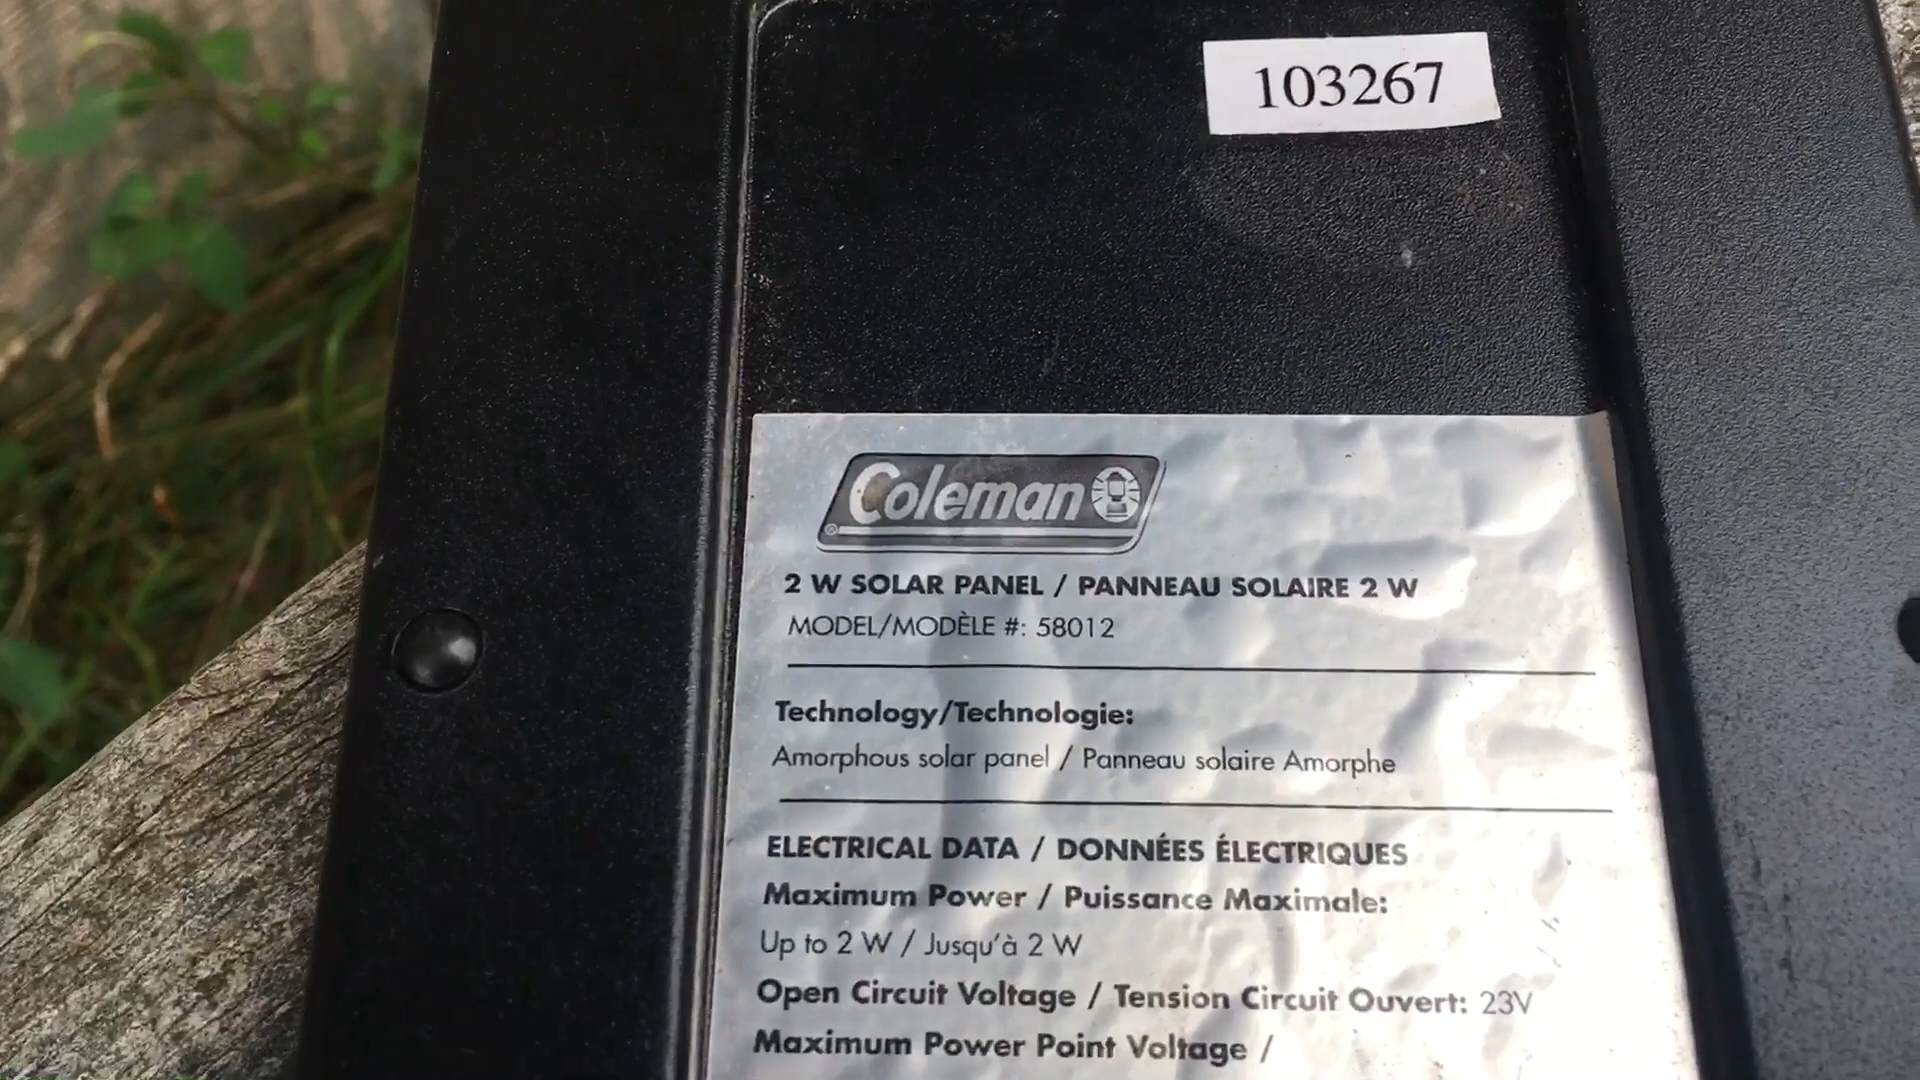 103267
Coleman
2 W SOLAR PANEL / PANNEAU SOLAIRE 2 W
MODEL/MODÈLE #: 58012
Technology/Technologie:
Amorphous solar panel / Panneau solaire Amorphe
ELECTRICAL DATA / DONNÉES ÉLECTRIQUES
Maximum Power / Puissance Maximale:
Up to 2 W / Jusqu'à 2 W
Open Circuit Voltage / Tension Circuit Ouvert: 23V
Maximum Power Point Voltage /